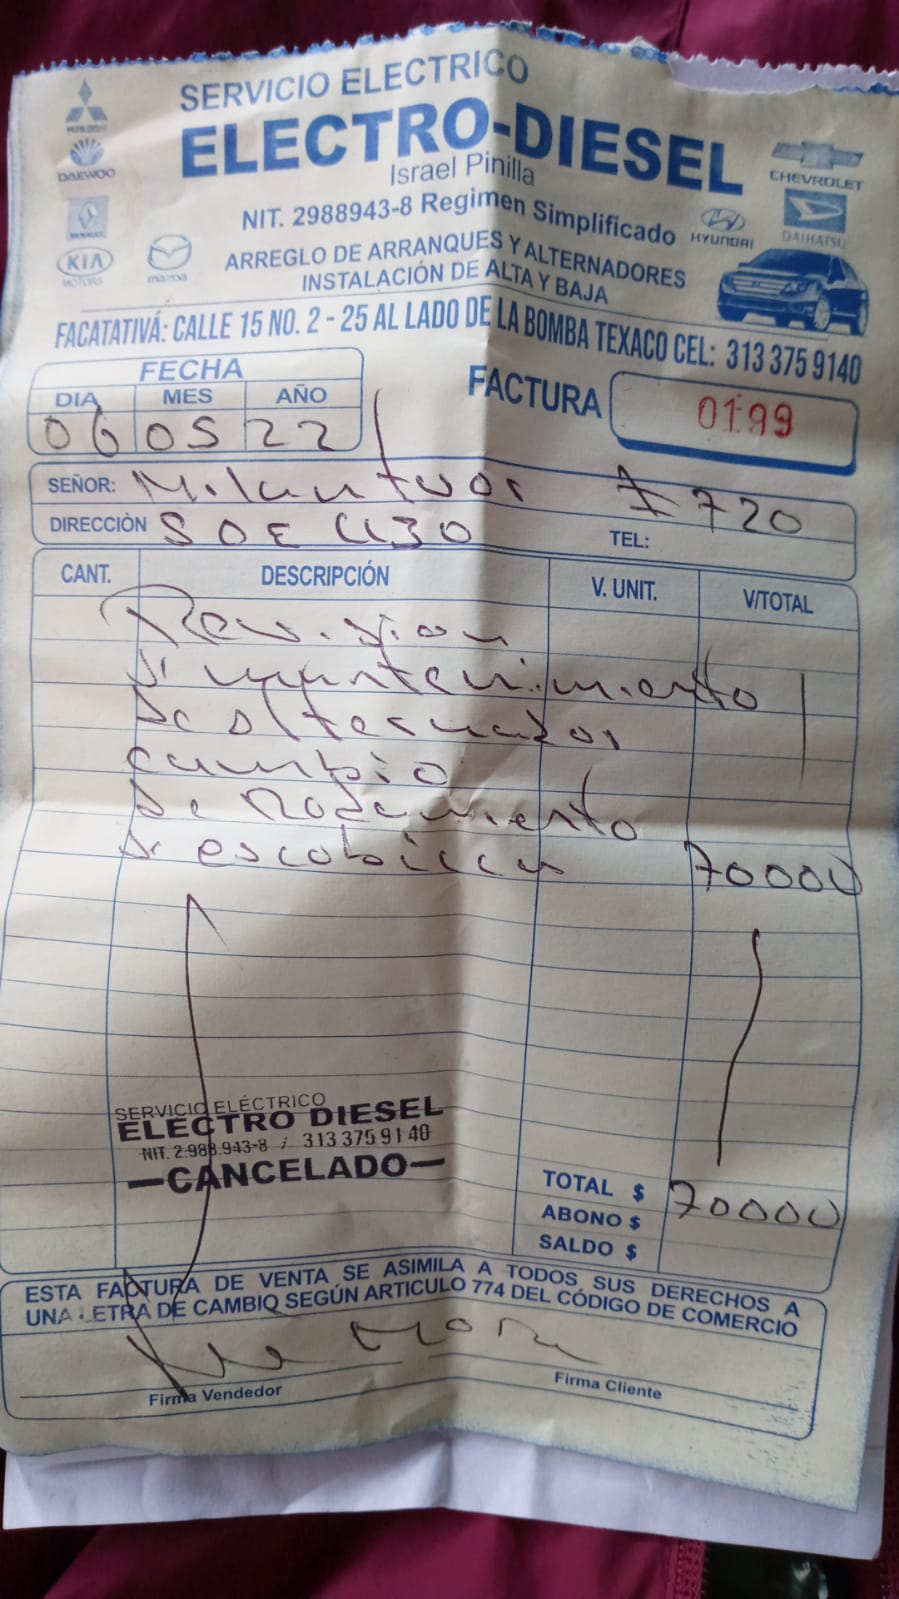 SERVICIO ELECTRICO
ELECTRO-DIESEL
Israel Pinilla
NIT. 2988943-8 Regimen Simplificado
ARREGLO DE ARRANQUES Y ALTERNADORES
INSTALACIÓN DE ALTA Y BAJA
MITSUBISHI
DAEWOO
RENAULT
KIA MOTORS
mazda
CHEVROLET
HYUNDAI
DAIHATSU
FACATATIVÁ: CALLE 15 NO. 2 - 25 AL LADO DE LA BOMBA TEXACO CEL: 313 375 9140
FECHA
DIA MES AÑO
06 05 22
FACTURA 0199
SEÑOR: 720
DIRECCIÒN SOE 430 TEL:
CANT. DESCRIPCIÓN V. UNIT. V/TOTAL
Revision
mantenimiento
de alternador
cambio
de Rodamiento
escobillas 70000
SERVICIO ELÉCTRICO
ELECTRO DIESEL
NIT. 2.988.943-8 / 313 375 91 40
—CANCELADO—
TOTAL $ 70000
ABONO $
SALDO $
ESTA FACTURA DE VENTA SE ASIMILA A TODOS SUS DERECHOS A
UNA LETRA DE CAMBIO SEGÚN ARTICULO 774 DEL CÓDIGO DE COMERCIO
Firma Vendedor Firma Cliente